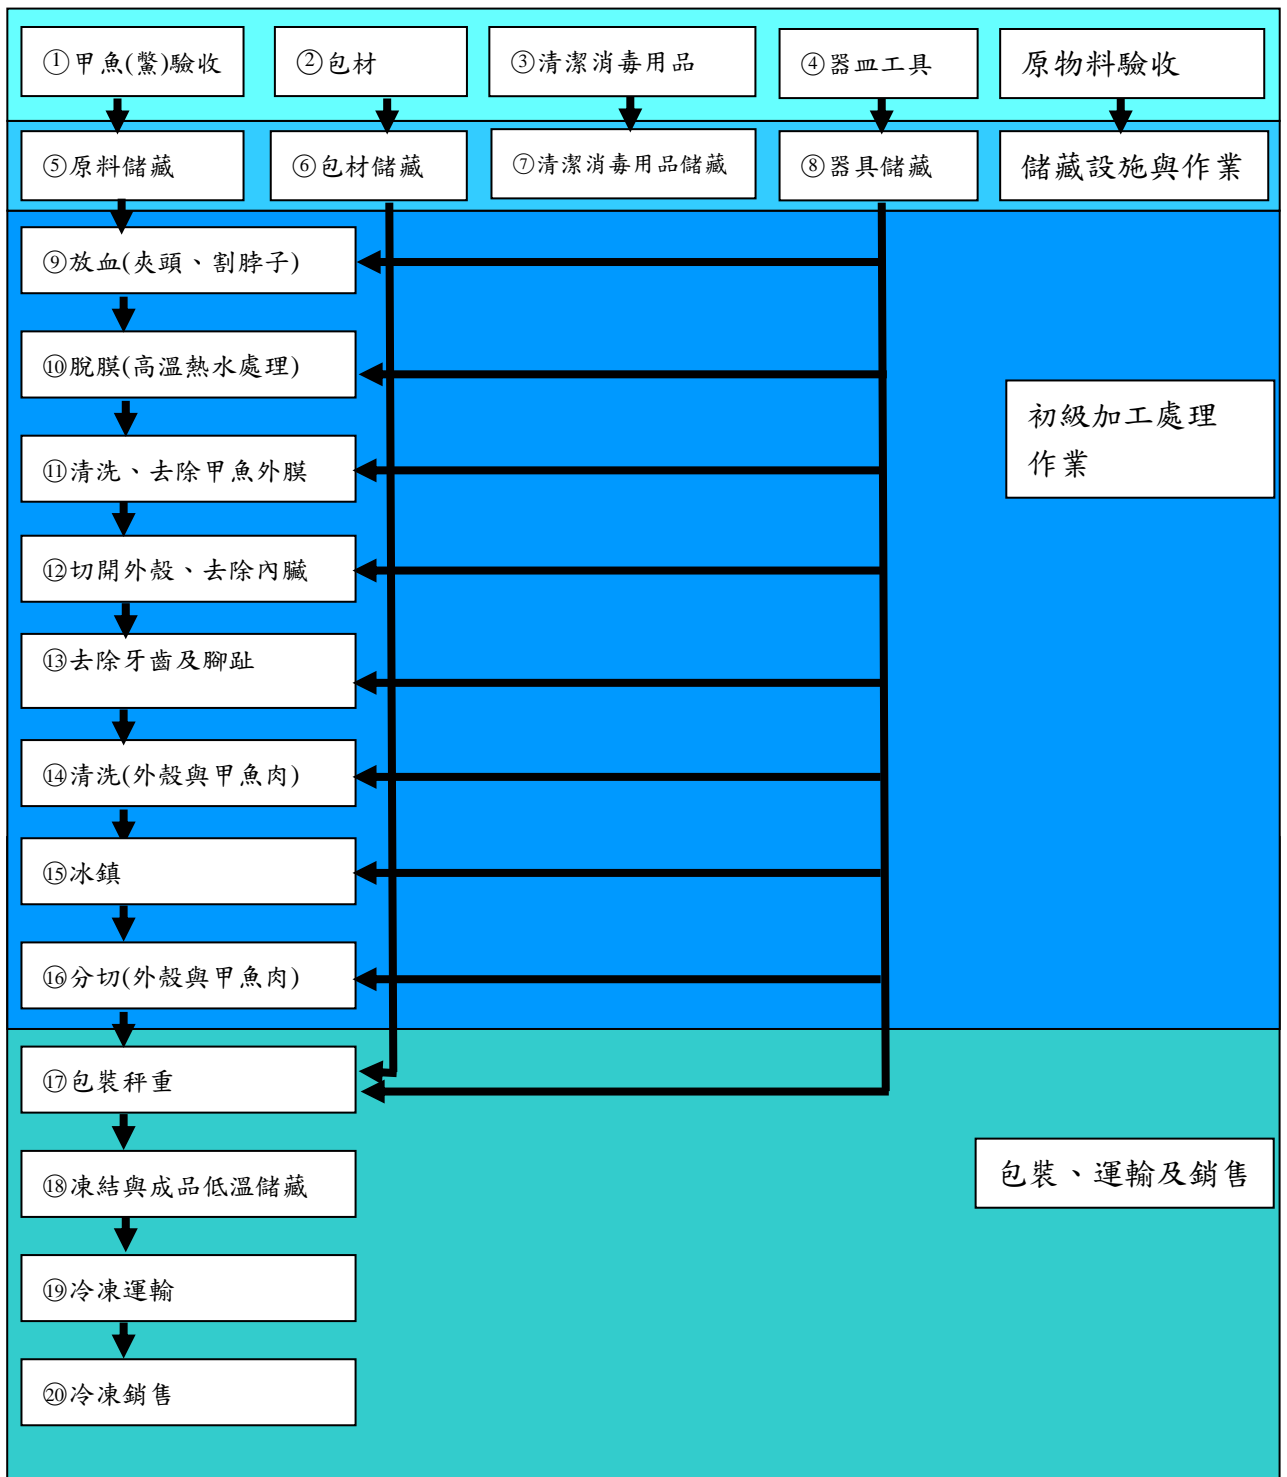 ①甲魚(鱉)驗收
②包材
③清潔消毒用品
④器皿工具
原物料驗收
⑤原料儲藏
⑥包材儲藏
⑦清潔消毒用品儲藏
⑧器具儲藏
儲藏設施與作業
⑨放血(夾頭、割脖子)
⑩脫膜(高溫熱水處理)
初級加工處理
作業
⑪清洗、去除甲魚外膜
⑫切開外殼、去除內臟
⑬去除牙齒及腳趾
⑭清洗(外殼與甲魚肉)
⑮冰鎮
⑯分切(外殼與甲魚肉)
⑰包裝秤重
包裝、運輸及銷售
⑱凍結與成品低溫儲藏
⑲冷凍運輸
⑳冷凍銷售